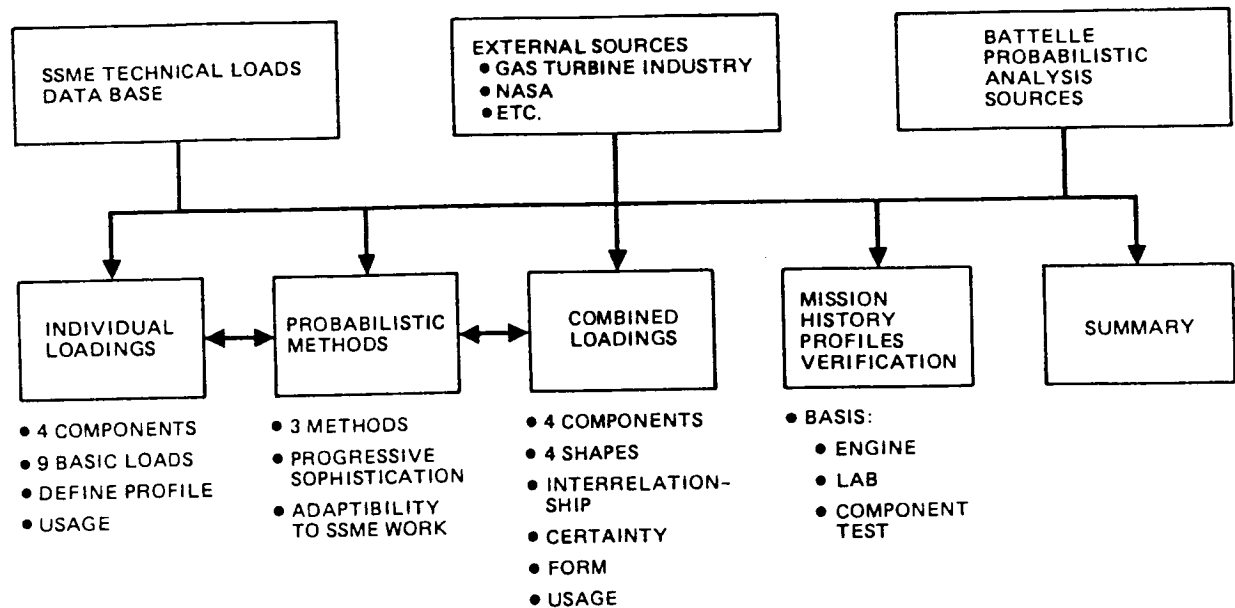 SSME TECHNICAL LOADS
DATA BASE
EXTERNAL SOURCES
• GAS TURBINE INDUSTRY
• NASA
• ETC.
BATTELLE
PROBABILISTIC
ANALYSIS
SOURCES
INDIVIDUAL
LOADINGS
PROBABILISTIC
METHODS
COMBINED
LOADINGS
MISSION
HISTORY
PROFILES
VERIFICATION
SUMMARY
• 4 COMPONENTS
• 9 BASIC LOADS
• DEFINE PROFILE
• USAGE
• 3 METHODS
• PROGRESSIVE
SOPHISTICATION
• ADAPTIBILITY
TO SSME WORK
• 4 COMPONENTS
• 4 SHAPES
• INTERRELATION-
SHIP
• CERTAINTY
• FORM
• USAGE
• BASIS:
• ENGINE
• LAB
• COMPONENT
TEST